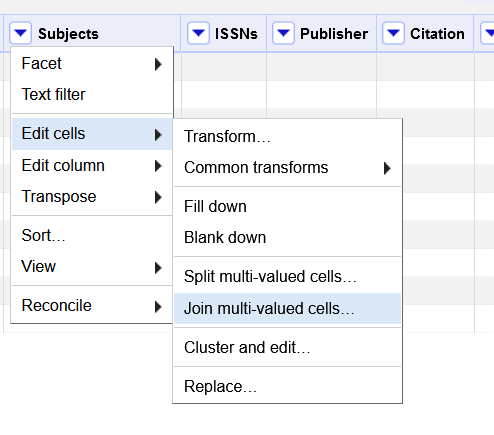 Subjects ISSNs Publisher Citation
Facet
Text filter
Edit cells
Edit column
Transpose
Sort…
View
Reconcile
Transform…
Common transforms
Fill down
Blank down
Split multi-valued cells…
Join multi-valued cells…
Cluster and edit…
Replace…